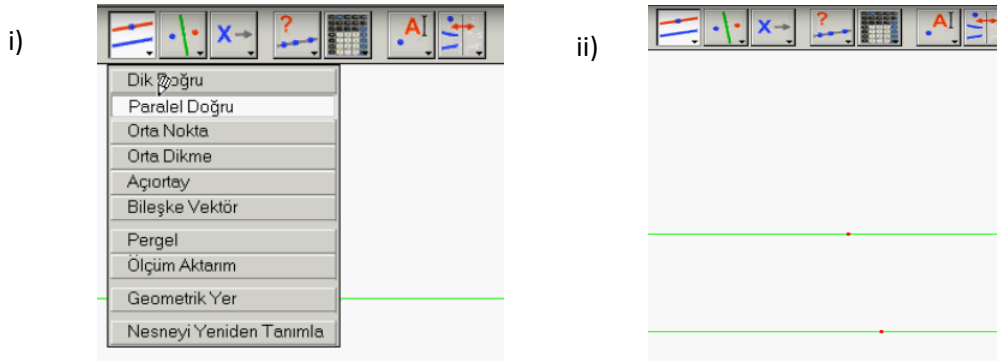 i)
ii)
Dik Doğru
Paralel Doğru
Orta Nokta
Orta Dikme
Açıortay
Bileşke Vektör
Pergel
Ölçüm Aktarım
Geometrik Yer
Nesneyi Yeniden Tanımla
X
?
A
X
?
A